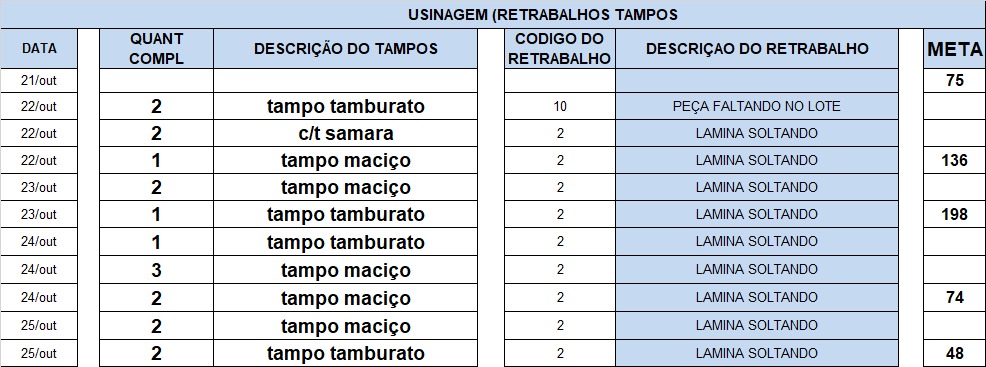 USINAGEM (RETRABALHOS TAMPOS
DATA QUANT COMPL DESCRIÇÃO DO TAMPOS CODIGO DO RETRABALHO DESCRIÇAO DO RETRABALHO META
21/out 75
22/out 2 tampo tamburato 10 PEÇA FALTANDO NO LOTE
22/out 2 c/t samara 2 LAMINA SOLTANDO
22/out 1 tampo maciço 2 LAMINA SOLTANDO 136
23/out 2 tampo maciço 2 LAMINA SOLTANDO
23/out 1 tampo tamburato 2 LAMINA SOLTANDO 198
24/out 1 tampo tamburato 2 LAMINA SOLTANDO
24/out 3 tampo maciço 2 LAMINA SOLTANDO
24/out 2 tampo maciço 2 LAMINA SOLTANDO 74
25/out 2 tampo maciço 2 LAMINA SOLTANDO
25/out 2 tampo tamburato 2 LAMINA SOLTANDO 48